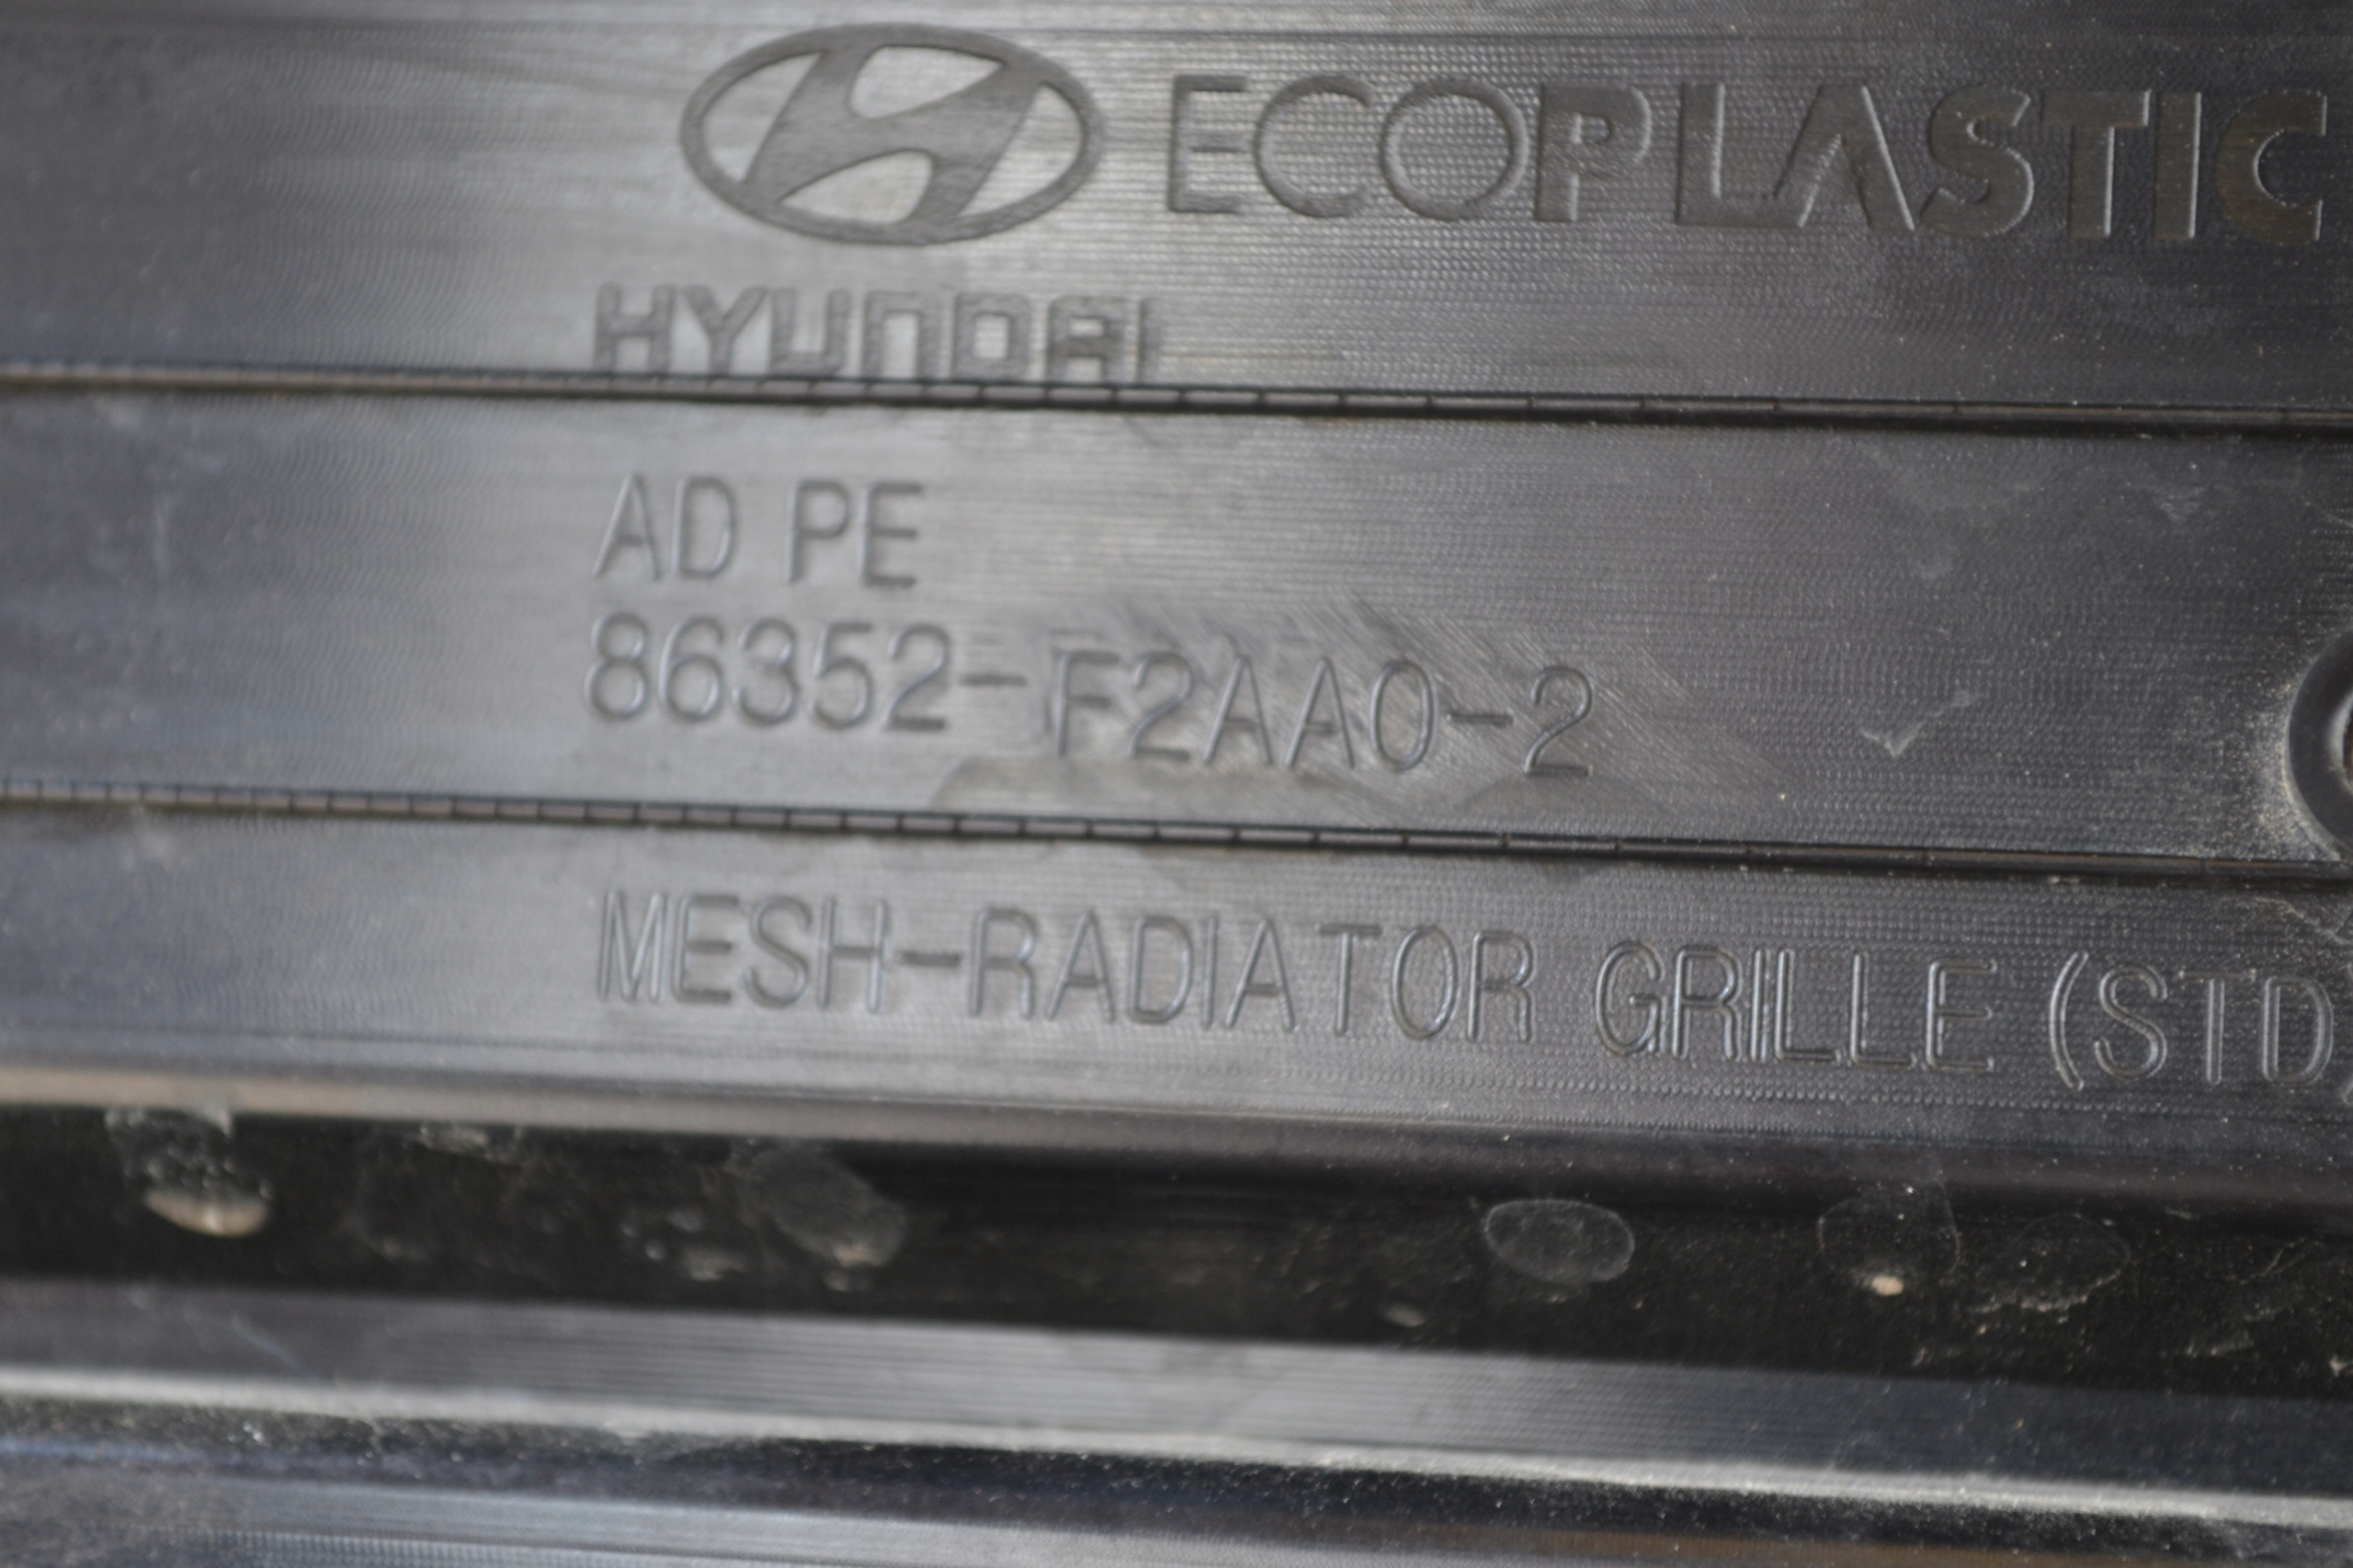 ECOPLASTIC
HYUNDAI
AD PE
86352-F2AA0-2
MESH-RADIATOR GRILLE (STD)